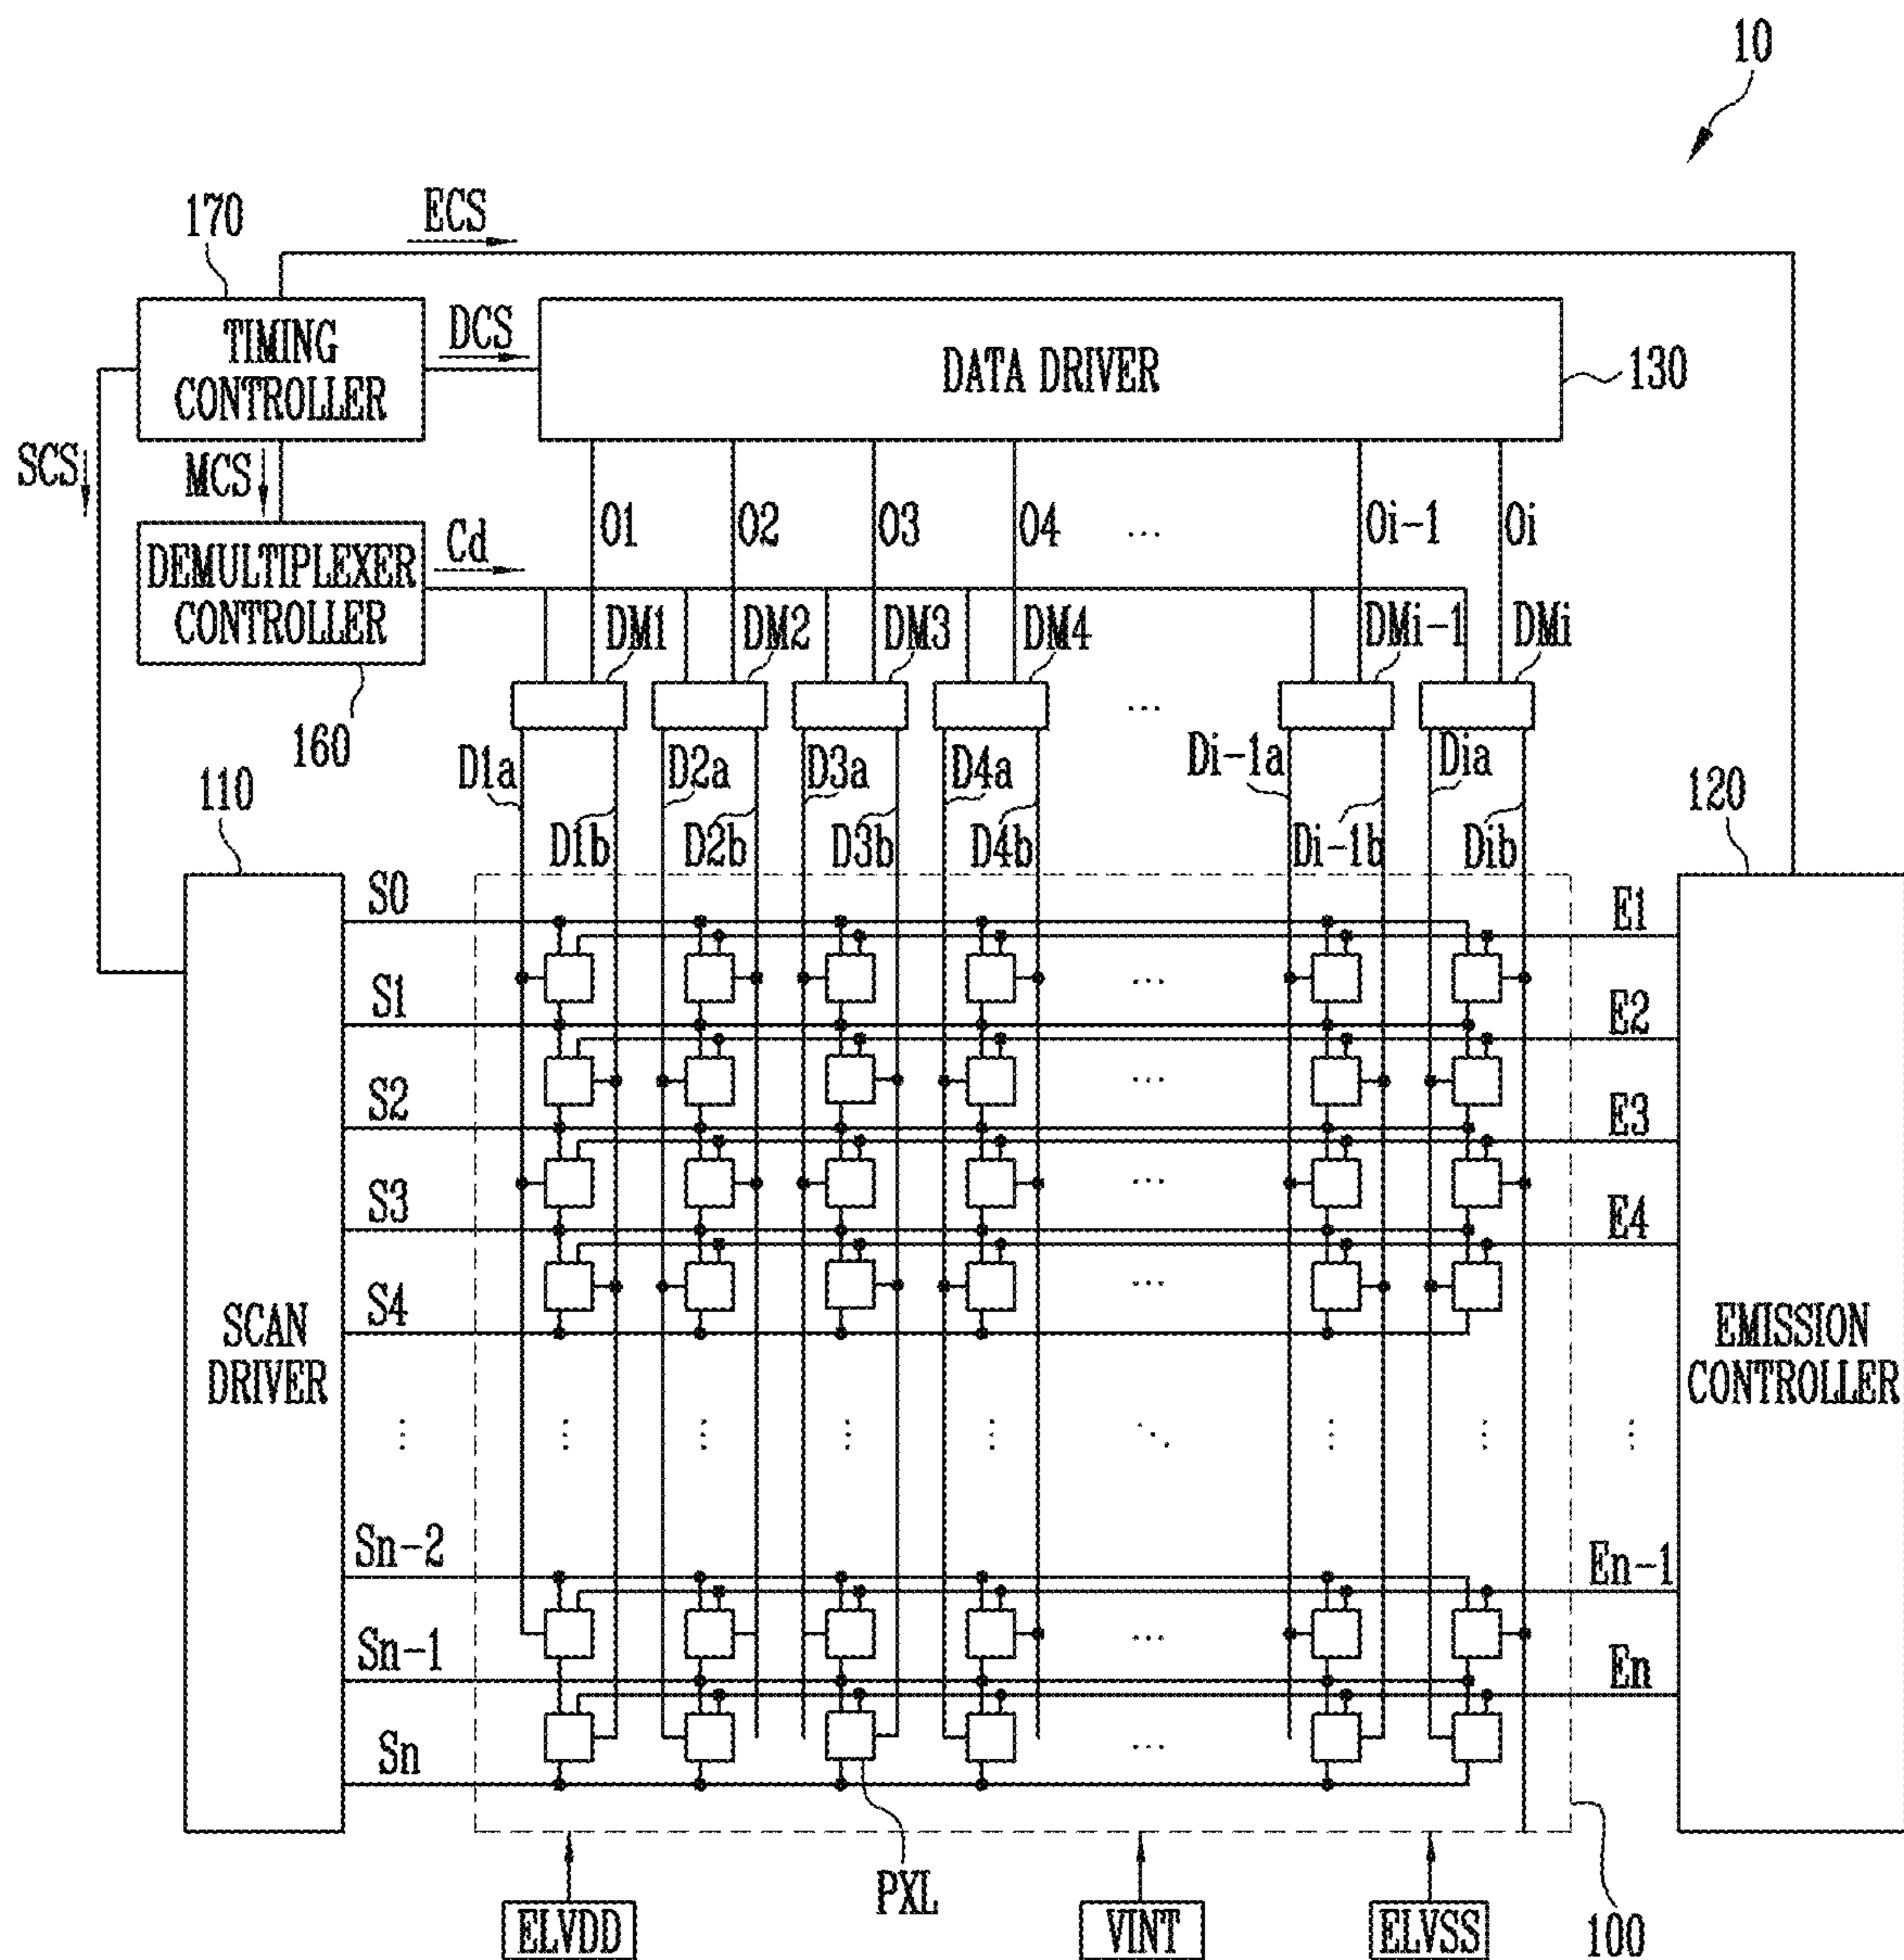 10
170
ECS
TIMING
CONTROLLER
DCS
DATA DRIVER
130
SCS
MCS
O1
O2
O3
O4
...
Oi-1
Oi
DEMULTIPLEXER
CONTROLLER
Cd
DM1
DM2
DM3
DM4
DMi-1
DMi
...
160
D1a
D2a
D3a
D4a
Di-1a
Dia
110
120
D1b
D2b
D3b
D4b
Di-1b
Dib
S0
E1
S1
...
E2
S2
...
E3
S3
...
E4
S4
...
SCAN
DRIVER
EMISSION
CONTROLLER
Sn-2
En-1
Sn-1
...
En
Sn
...
PXL
ELVDD
VINT
ELVSS
100